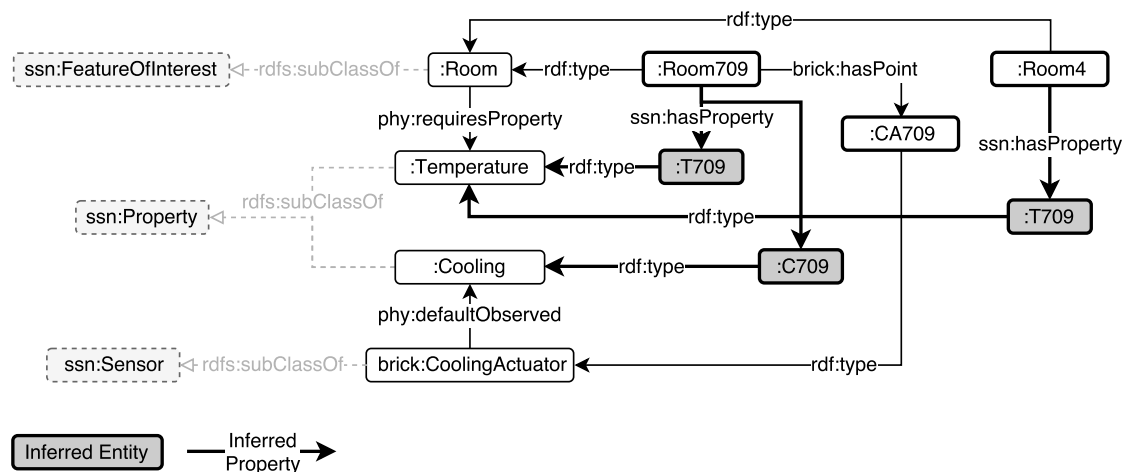 rdf:type
ssn:FeatureOfInterest
rdfs:subClassOf
:Room
rdf:type
:Room709
brick:hasPoint
:Room4
phy:requiresProperty
ssn:hasProperty
:CA709
ssn:hasProperty
:Temperature
rdf:type
:T709
rdfs:subClassOf
ssn:Property
rdf:type
:T709
:Cooling
rdf:type
:C709
phy:defaultObserved
ssn:Sensor
rdfs:subClassOf
brick:CoolingActuator
rdf:type
Inferred Entity
Inferred
Property